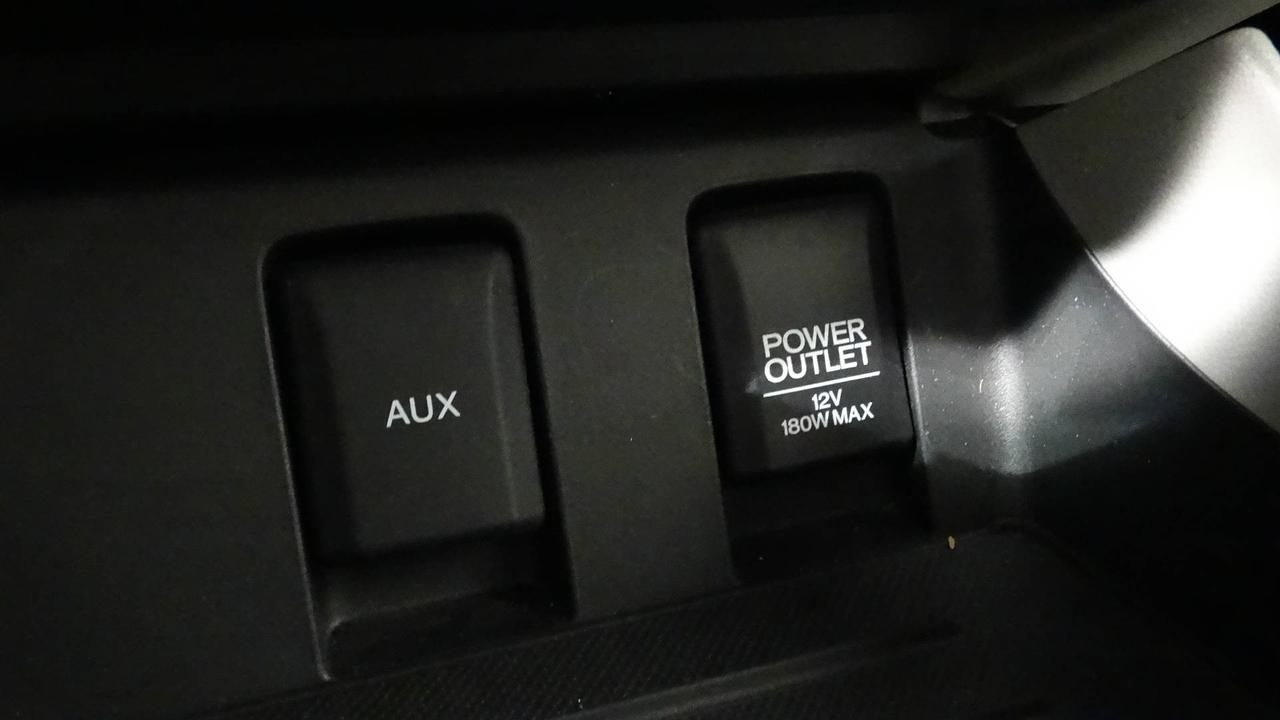 AUX
POWER
OUTLET
12V
180W MAX